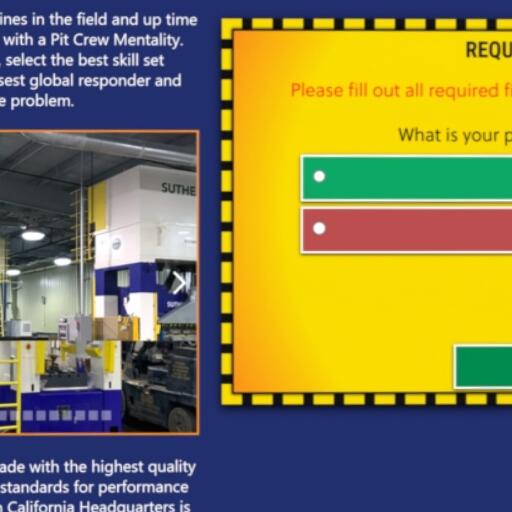 ines in the field and up time
with a Pit Crew Mentality.
select the best skill set
sest global responder and
e problem.
SUTHE
ade with the highest quality
standards for performance
California Headquarters is
REQU
Please fill out all required fi
What is your p